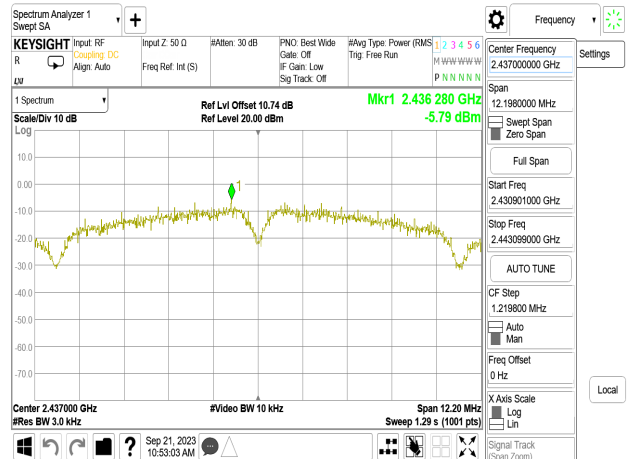 Spectrum Analyzer 1
Swept SA
Frequency
KEYSIGHT
R
LXI
Input: RF
Coupling: DC
Align: Auto
Input Z: 50 Ω
Freq Ref: Int (S)
#Atten: 30 dB
PNO: Best Wide
Gate: Off
IF Gain: Low
Sig Track: Off
#Avg Type: Power (RMS
Trig: Free Run
1 2 3 4 5 6
M W W W W W
P N N N N N
1 Spectrum
Scale/Div 10 dB
Ref Lvl Offset 10.74 dB
Ref Level 20.00 dBm
Mkr1 2.436 280 GHz
-5.79 dBm
Log
10.0
0.00
-10.0
-20.0
-30.0
-40.0
-50.0
-60.0
-70.0
1
Center 2.437000 GHz
#Res BW 3.0 kHz
#Video BW 10 kHz
Span 12.20 MHz
Sweep 1.29 s (1001 pts)
Sep 21, 2023
10:53:03 AM
?
Center Frequency
2.437000000 GHz
Settings
Span
12.1980000 MHz
Swept Span
Zero Span
Full Span
Start Freq
2.430901000 GHz
Stop Freq
2.443099000 GHz
AUTO TUNE
CF Step
1.219800 MHz
Auto
Man
Freq Offset
0 Hz
X Axis Scale
Log
Lin
Local
Signal Track
(Span Zoom)